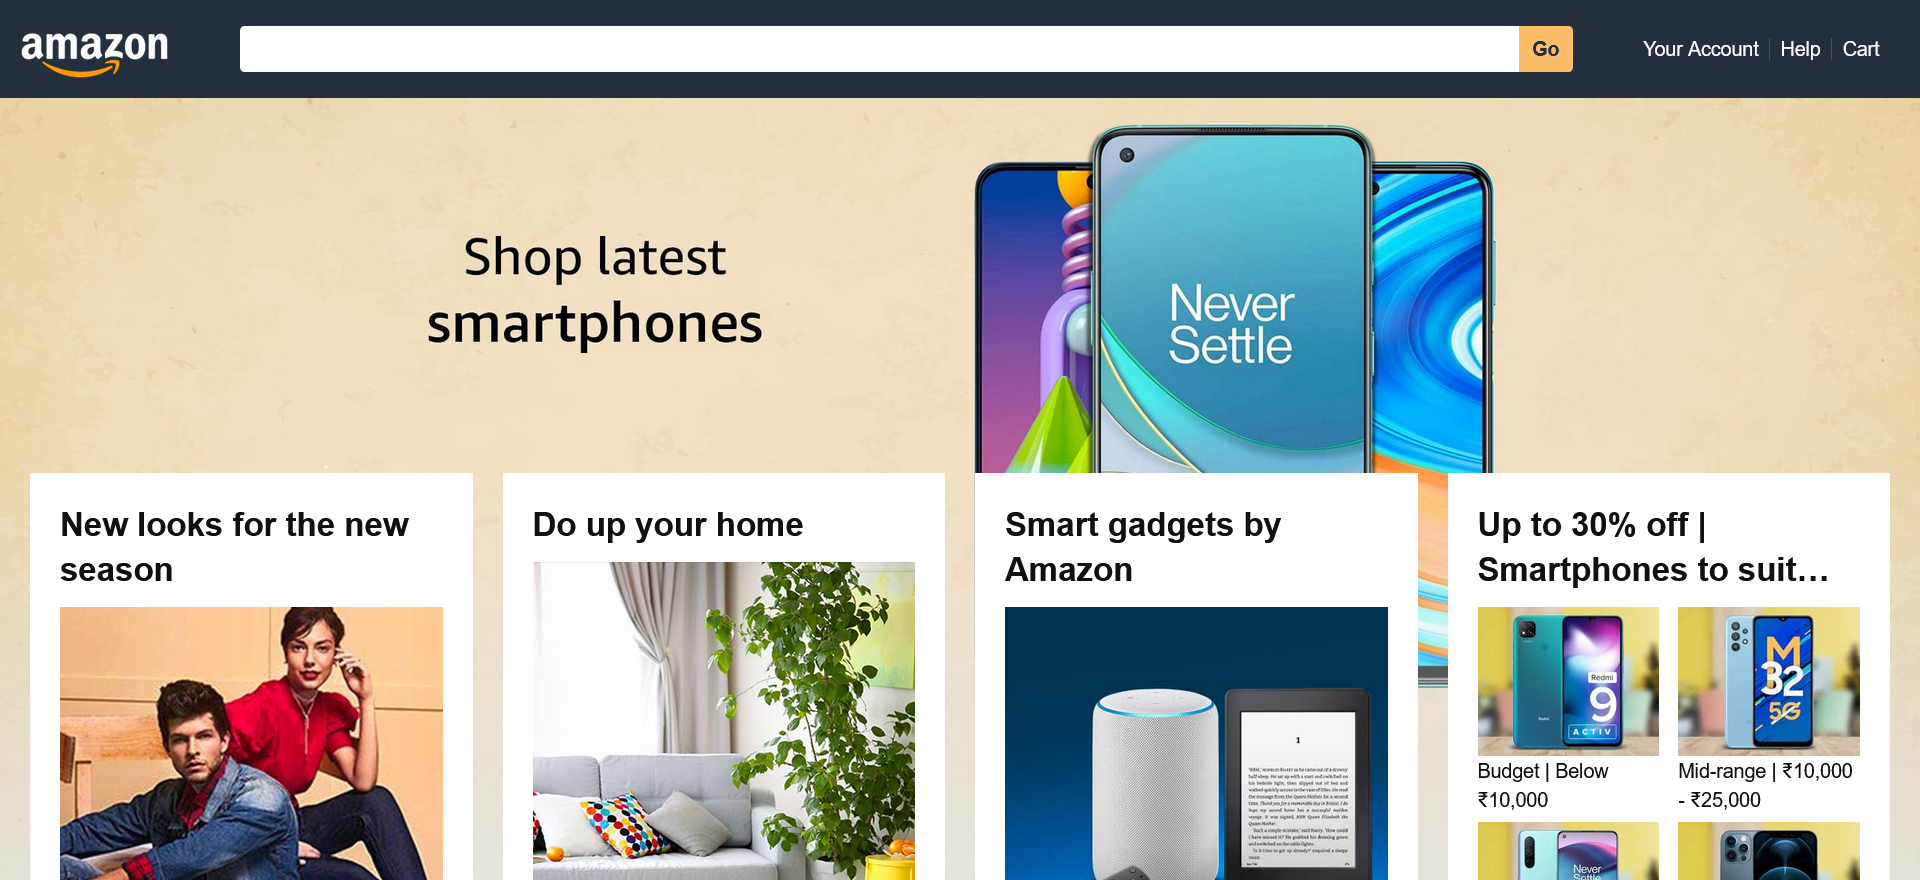 amazon
Go
Your Account
Help
Cart
Shop latest
smartphones
Never
Settle
New looks for the new
season
Do up your home
Smart gadgets by
Amazon
Up to 30% off |
Smartphones to suit...
1
Redmi
9
ACTIV
M
32
5G
Budget | Below
₹10,000
Mid-range | ₹10,000
- ₹25,000
Never
Settle